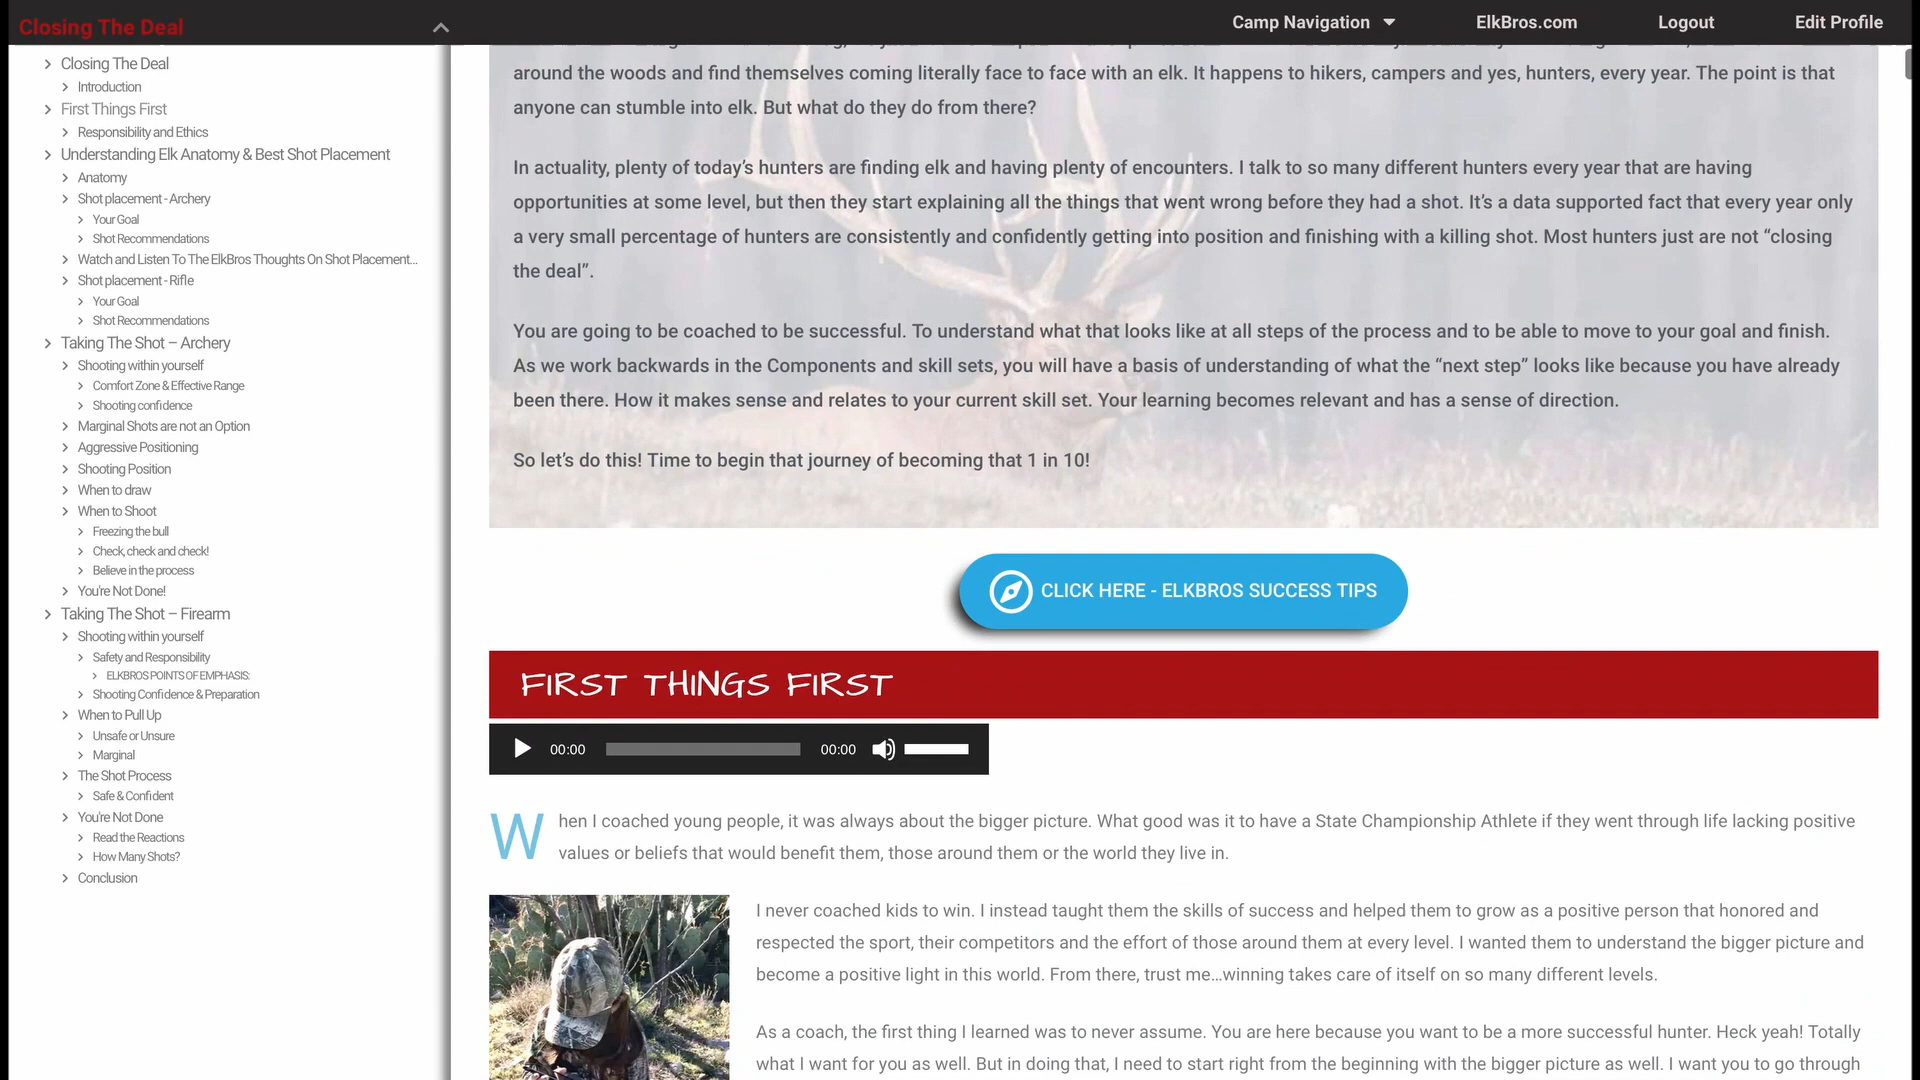 Closing The Deal
Camp Navigation
ElkBros.com
Logout
Edit Profile
Closing The Deal
Introduction
First Things First
Responsibility and Ethics
Understanding Elk Anatomy & Best Shot Placement
Anatomy
Shot placement - Archery
Your Goal
Shot Recommendations
Watch and Listen To The ElkBros Thoughts On Shot Placement...
Shot placement - Rifle
Your Goal
Shot Recommendations
Taking The Shot – Archery
Shooting within yourself
Comfort Zone & Effective Range
Shooting confidence
Marginal Shots are not an Option
Aggressive Positioning
Shooting Position
When to draw
When to Shoot
Freezing the bull
Check, check and check!
Believe in the process
You're Not Done!
Taking The Shot – Firearm
Shooting within yourself
Safety and Responsibility
ELKBROS POINTS OF EMPHASIS:
Shooting Confidence & Preparation
When to Pull Up
Unsafe or Unsure
Marginal
The Shot Process
Safe & Confident
You're Not Done
Read the Reactions
How Many Shots?
Conclusion
around the woods and find themselves coming literally face to face with an elk. It happens to hikers, campers and yes, hunters, every year. The point is that
anyone can stumble into elk. But what do they do from there?
In actuality, plenty of today’s hunters are finding elk and having plenty of encounters. I talk to so many different hunters every year that are having
opportunities at some level, but then they start explaining all the things that went wrong before they had a shot. It’s a data supported fact that every year only
a very small percentage of hunters are consistently and confidently getting into position and finishing with a killing shot. Most hunters just are not “closing
the deal”.
You are going to be coached to be successful. To understand what that looks like at all steps of the process and to be able to move to your goal and finish.
As we work backwards in the Components and skill sets, you will have a basis of understanding of what the “next step” looks like because you have already
been there. How it makes sense and relates to your current skill set. Your learning becomes relevant and has a sense of direction.
So let’s do this! Time to begin that journey of becoming that 1 in 10!
CLICK HERE - ELKBROS SUCCESS TIPS
FIRST THINGS FIRST
00:00 00:00
When I coached young people, it was always about the bigger picture. What good was it to have a State Championship Athlete if they went through life lacking positive
values or beliefs that would benefit them, those around them or the world they live in.
I never coached kids to win. I instead taught them the skills of success and helped them to grow as a positive person that honored and
respected the sport, their competitors and the effort of those around them at every level. I wanted them to understand the bigger picture and
become a positive light in this world. From there, trust me…winning takes care of itself on so many different levels.
As a coach, the first thing I learned was to never assume. You are here because you want to be a more successful hunter. Heck yeah! Totally
what I want for you as well. But in doing that, I need to start right from the beginning with the bigger picture as well. I want you to go through